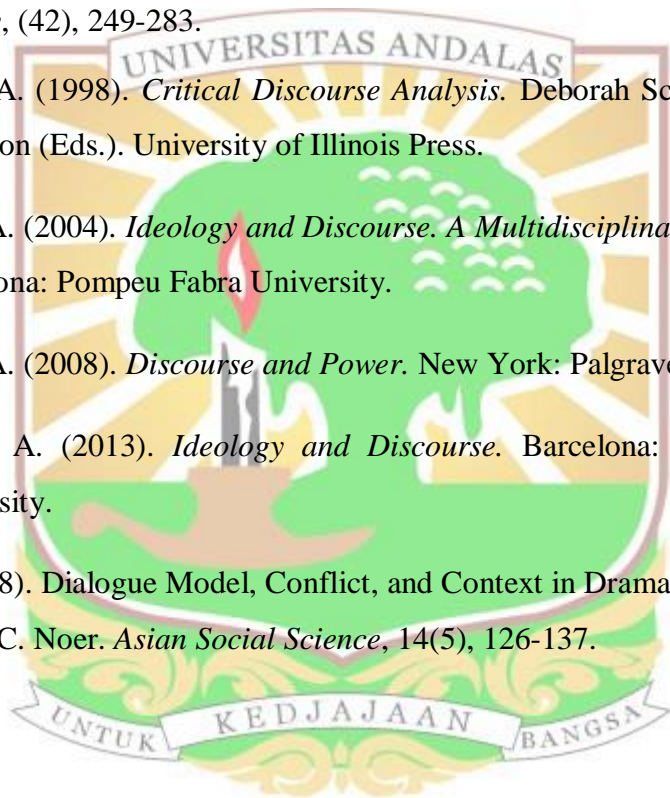 , (42), 249-283.
UNIVERSITAS ANDALAS
A. (1998). Critical Discourse Analysis. Deborah Sc
on (Eds.). University of Illinois Press.
A. (2004). Ideology and Discourse. A Multidisciplina
ona: Pompeu Fabra University.
A. (2008). Discourse and Power. New York: Palgrave
A. (2013). Ideology and Discourse. Barcelona:
sity.
8). Dialogue Model, Conflict, and Context in Drama
C. Noer. Asian Social Science, 14(5), 126-137.
UNTUK KEDJAJAAN BANGSA